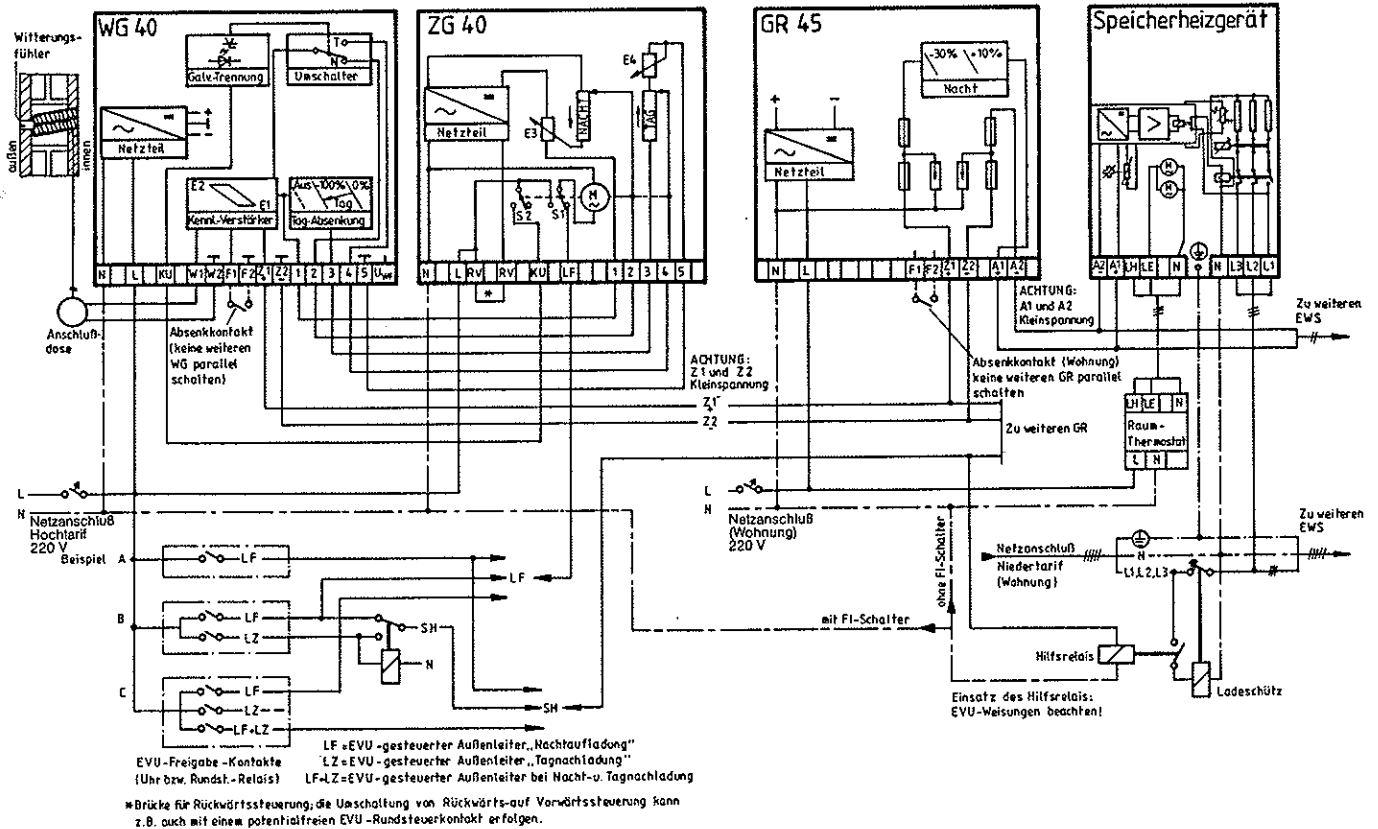 WG 40
ZG 40
GR 45
Speicherheizgerät
Witterungs-
fühler
außen
innen
Galv.-Trennung
T
N
Umschalter
Netzteil
+
-
E2
E1
Kennl.-Verstärker
Aus -100% 0%
Tag
Tag-Absenkung
N L KU W1 W2 F1 F2 Z1 Z2 1 2 3 4 5
Anschluß-
dose
Absenkkontakt
(keine weiteren
WG parallel
schalten)
Netzteil
E3
NACHT
E4
TAG
S2
S1
M
N L RV RV KU LF 1 2 3 4 5
*
ACHTUNG:
Z1 und Z2
Kleinspannung
+
-
Netzteil
-30% +10%
Nacht
N L F1 F2 Z1 Z2 A1 A2
ACHTUNG:
A1 und A2
Kleinspannung
Absenkkontakt (Wohnung)
keine weiteren GR parallel
schalten
M
M
A2 A1 LH LE N N L3 L2 L1
Zu weiteren
EWS
Z1
+
Z2
-
Zu weiteren GR
LH LE N
Raum-
Thermostat
L N
L
N
Netzanschluß
Hochtarif
220 V
L
N
Netzanschluß
(Wohnung)
220 V
Beispiel A
LF
LF
B
LF
LZ
SH
N
C
LF
LZ
LF+LZ
SH
ohne FI-Schalter
mit FI-Schalter
Netzanschluß
Niedertarif
(Wohnung)
N
L1, L2, L3
Zu weiteren
EWS
Hilfsrelais
Ladeschütz
Einsatz des Hilfsrelais:
EVU-Weisungen beachten!
EVU-Freigabe-Kontakte
(Uhr bzw. Rundst.-Relais)
LF =EVU-gesteuerter Außenleiter„Nachtaufladung"
LZ=EVU-gesteuerter Außenleiter „Tagnachladung"
LF+LZ=EVU-gesteuerter Außenleiter bei Nacht-u. Tagnachladung
*Brücke für Rückwärtssteuerung; die Umschaltung von Rückwärts-auf Vorwärtssteuerung kann
z.B. auch mit einem potentialfreien EVU-Rundsteuerkontakt erfolgen.